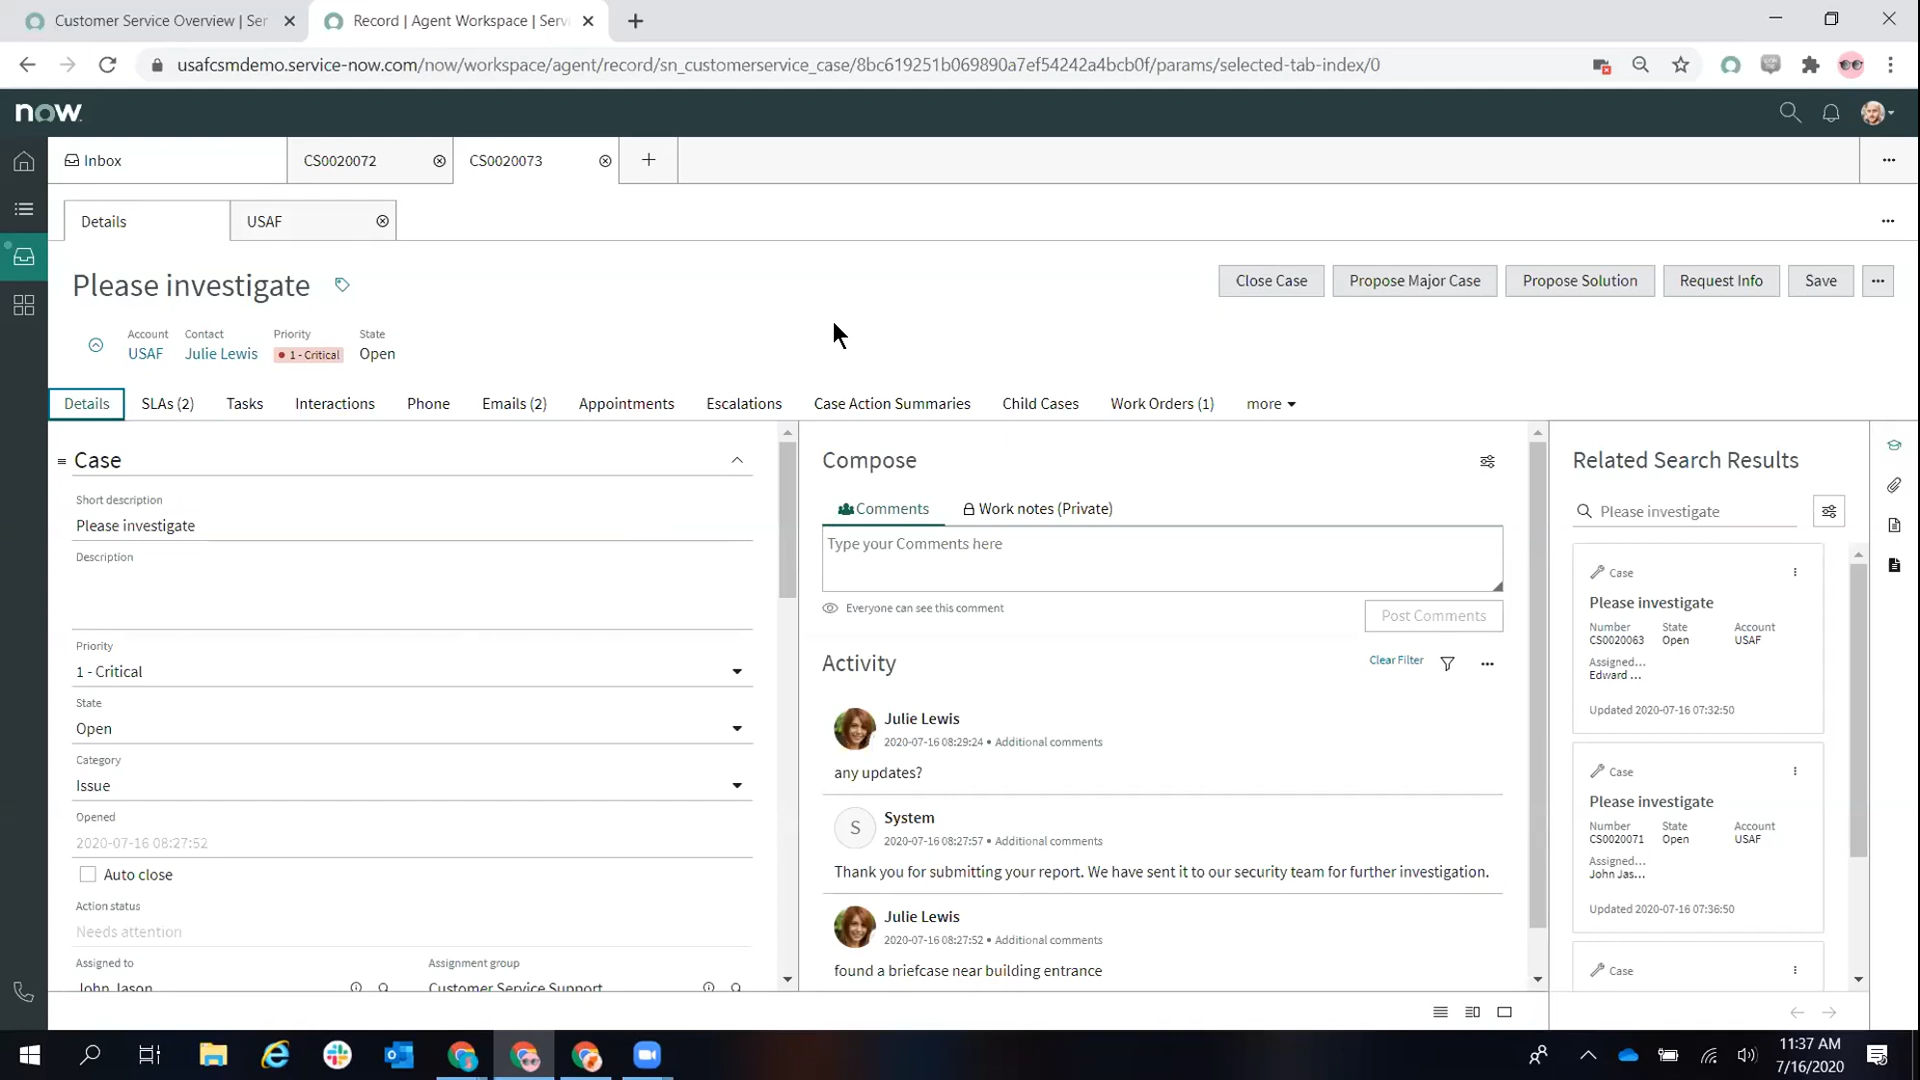 Customer Service Overview | Ser
Record | Agent Workspace | Servi
usafcsmdemo.service-now.com/now/workspace/agent/record/sn_customerservice_case/8bc619251b069890a7ef54242a4bcb0f/params/selected-tab-index/0
now.
Inbox
CS0020072
CS0020073
Details
USAF
Please investigate
Close Case
Propose Major Case
Propose Solution
Request Info
Save
Account
Contact
Priority
State
USAF
Julie Lewis
1 - Critical
Open
Details
SLAs (2)
Tasks
Interactions
Phone
Emails (2)
Appointments
Escalations
Case Action Summaries
Child Cases
Work Orders (1)
more
Case
Short description
Please investigate
Description
Priority
1 - Critical
State
Open
Category
Issue
Opened
2020-07-16 08:27:52
Auto close
Action status
Needs attention
Assigned to
Assignment group
John Jason
Customer Service Support
Compose
Comments
Work notes (Private)
Type your Comments here
Everyone can see this comment
Post Comments
Activity
Clear Filter
Julie Lewis
2020-07-16 08:29:24 • Additional comments
any updates?
S
System
2020-07-16 08:27:57 • Additional comments
Thank you for submitting your report. We have sent it to our security team for further investigation.
Julie Lewis
2020-07-16 08:27:52 • Additional comments
found a briefcase near building entrance
Related Search Results
Please investigate
Case
Please investigate
Number
State
Account
CS0020063
Open
USAF
Assigned...
Edward ...
Updated 2020-07-16 07:32:50
Case
Please investigate
Number
State
Account
CS0020071
Open
USAF
Assigned...
John Jas...
Updated 2020-07-16 07:36:50
Case
11:37 AM
7/16/2020